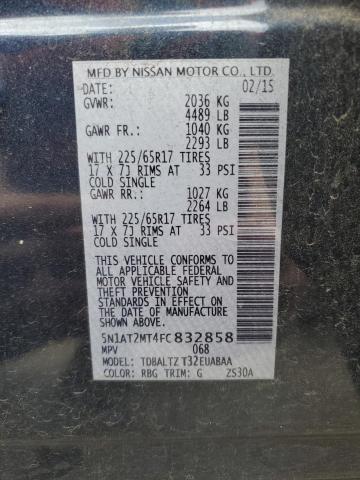 MFD BY NISSAN MOTOR CO., LTD.
DATE: 02/15
GVWR: 2036 KG
4489 LB
GAWR FR.: 1040 KG
2293 LB
WITH 225/65R17 TIRES
17 X 7J RIMS AT 33 PSI
COLD SINGLE
GAWR RR.: 1027 KG
2264 LB
WITH 225/65R17 TIRES
17 X 7J RIMS AT 33 PSI
COLD SINGLE
THIS VEHICLE CONFORMS TO
ALL APPLICABLE FEDERAL
MOTOR VEHICLE SAFETY AND
THEFT PREVENTION
STANDARDS IN EFFECT ON
THE DATE OF MANUFACTURE
SHOWN ABOVE.
5N1AT2MT4FC832858
MPV 068
MODEL: TDBALTZ T32EUABAA
COLOR: RBG TRIM: G ZS30A